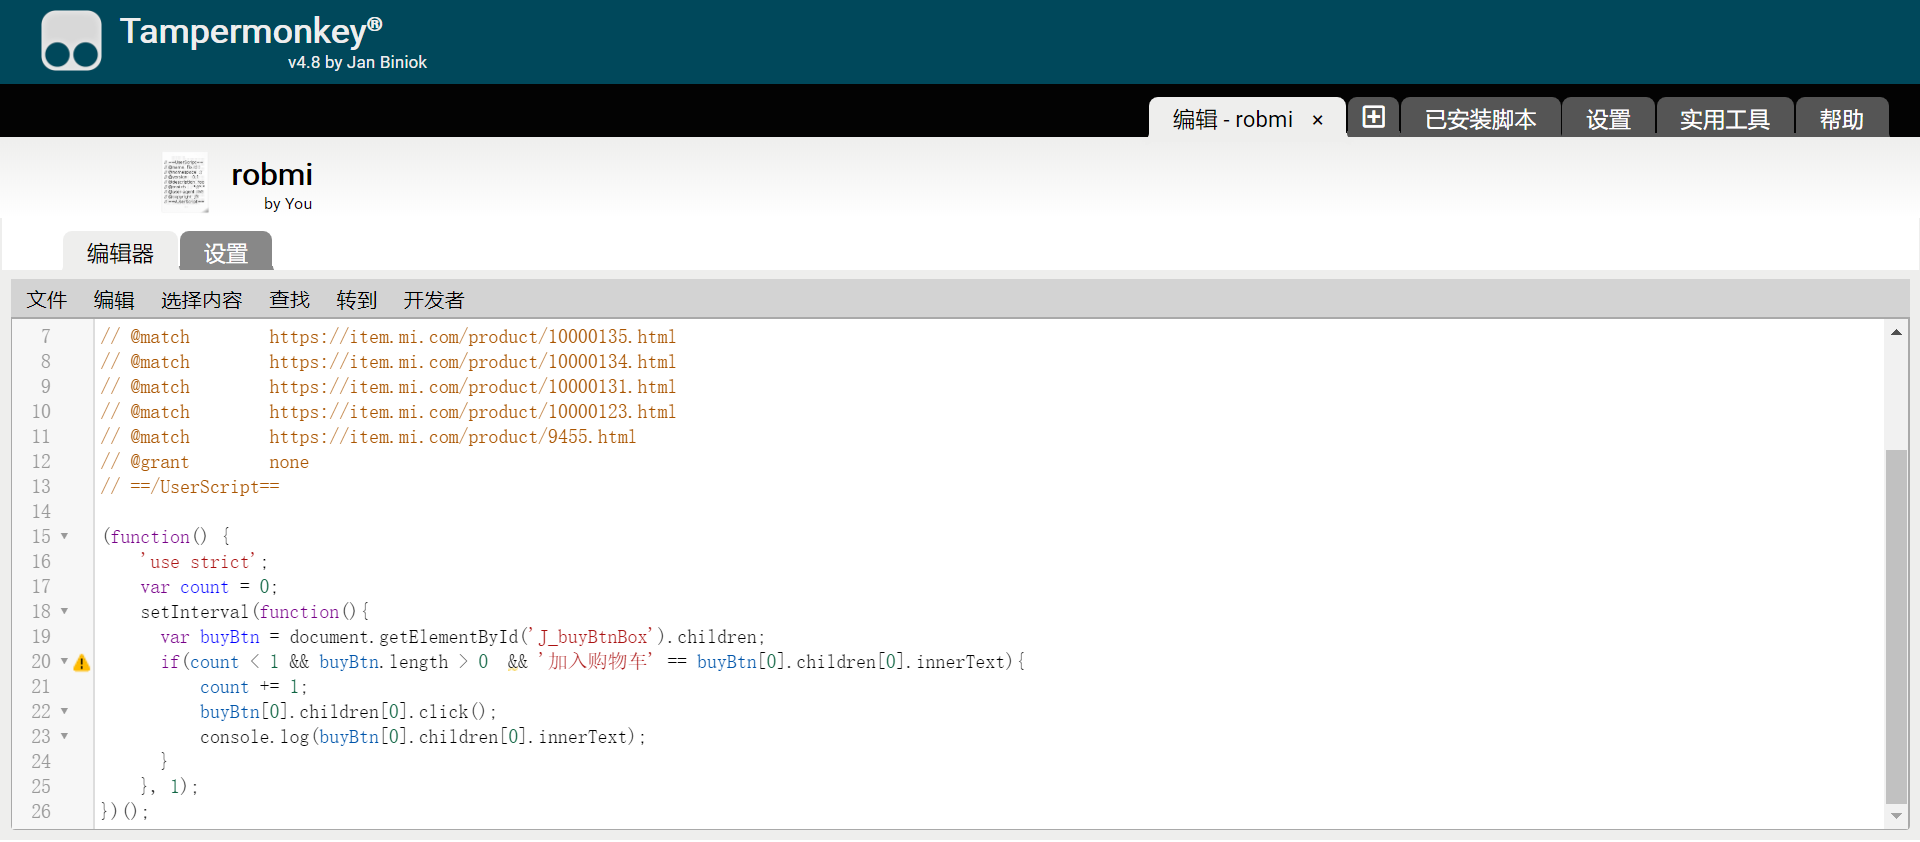 Tampermonkey®
v4.8 by Jan Biniok
编辑 - robmi × 已安装脚本 设置 实用工具 帮助
robmi
by You
编辑器 设置
文件 编辑 选择内容 查找 转到 开发者
7 // @match https://item.mi.com/product/10000135.html
8 // @match https://item.mi.com/product/10000134.html
9 // @match https://item.mi.com/product/10000131.html
10 // @match https://item.mi.com/product/10000123.html
11 // @match https://item.mi.com/product/9455.html
12 // @grant none
13 // ==/UserScript==
14
15 (function() {
16 'use strict';
17 var count = 0;
18 setInterval(function(){
19 var buyBtn = document.getElementById('J_buyBtnBox').children;
20 if(count < 1 && buyBtn.length > 0 && '加入购物车' == buyBtn[0].children[0].innerText){
21 count += 1;
22 buyBtn[0].children[0].click();
23 console.log(buyBtn[0].children[0].innerText);
24 }
25 }, 1);
26 })();